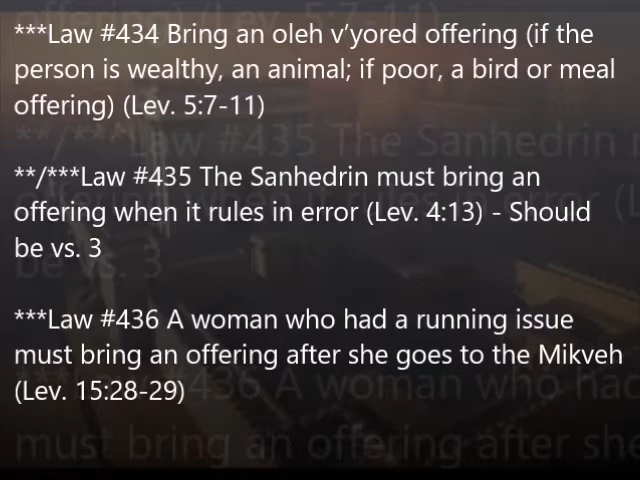 ***Law #434 Bring an oleh v'yored offering (if the
person is wealthy, an animal; if poor, a bird or meal
offering) (Lev. 5:7-11)
**/***Law #435 The Sanhedrin must bring an
offering when it rules in error (Lev. 4:13) - Should
be vs. 3
***Law #436 A woman who had a running issue
must bring an offering after she goes to the Mikveh
(Lev. 15:28-29)